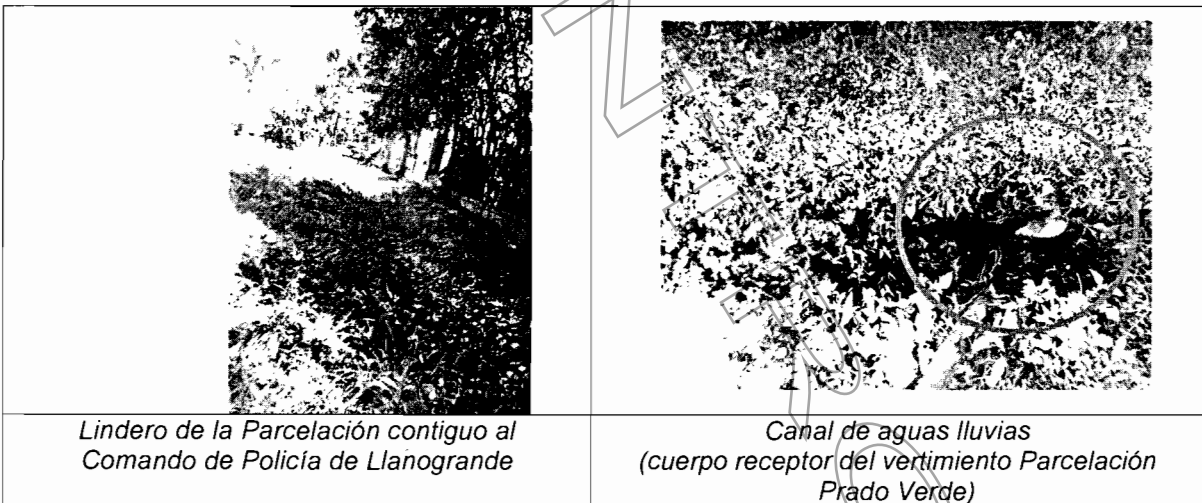 Lindero de la Parcelación contiguo al
Comando de Policía de Llanogrande
Canal de aguas lluvias
(cuerpo receptor del vertimiento Parcelación
Prado Verde)